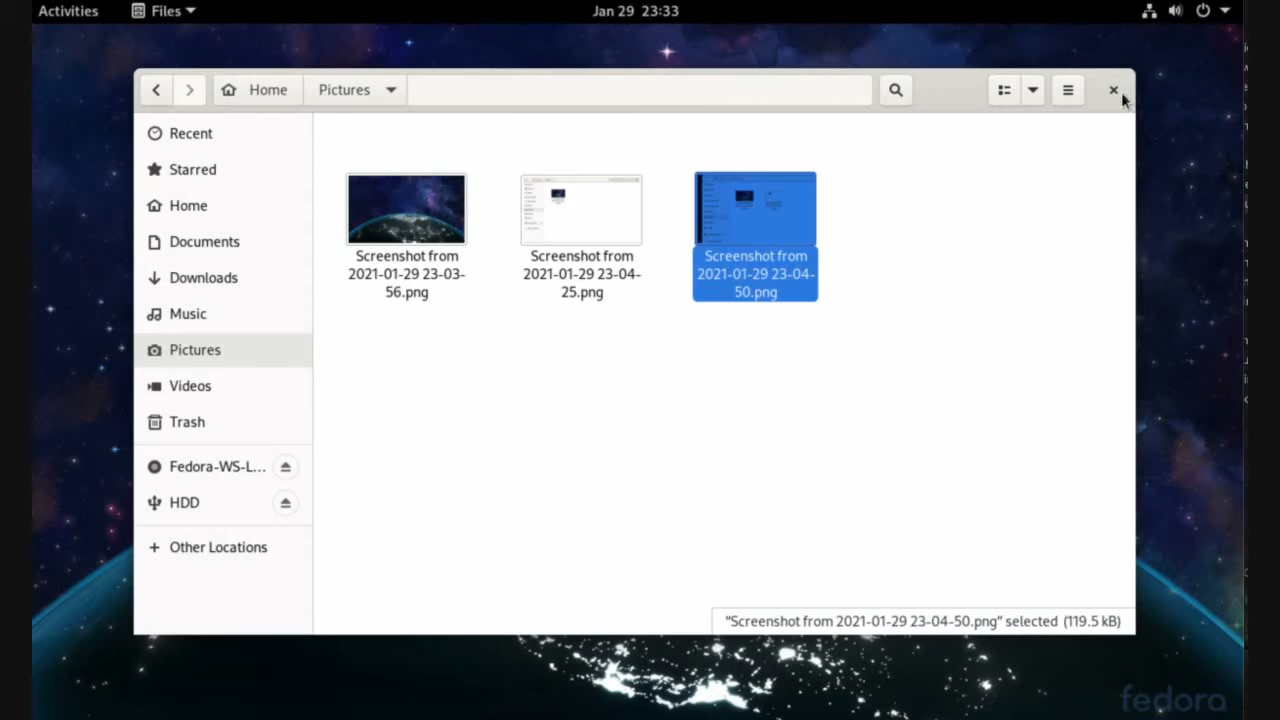 Activities Files Jan 29 23:33
Home Pictures
Recent
Starred
Home
Documents
Downloads
Music
Pictures
Videos
Trash
Fedora-WS-L...
HDD
Other Locations
Screenshot from
2021-01-29 23-03-
56.png
Screenshot from
2021-01-29 23-04-
25.png
Screenshot from
2021-01-29 23-04-
50.png
"Screenshot from 2021-01-29 23-04-50.png" selected (119.5 kB)
fedora